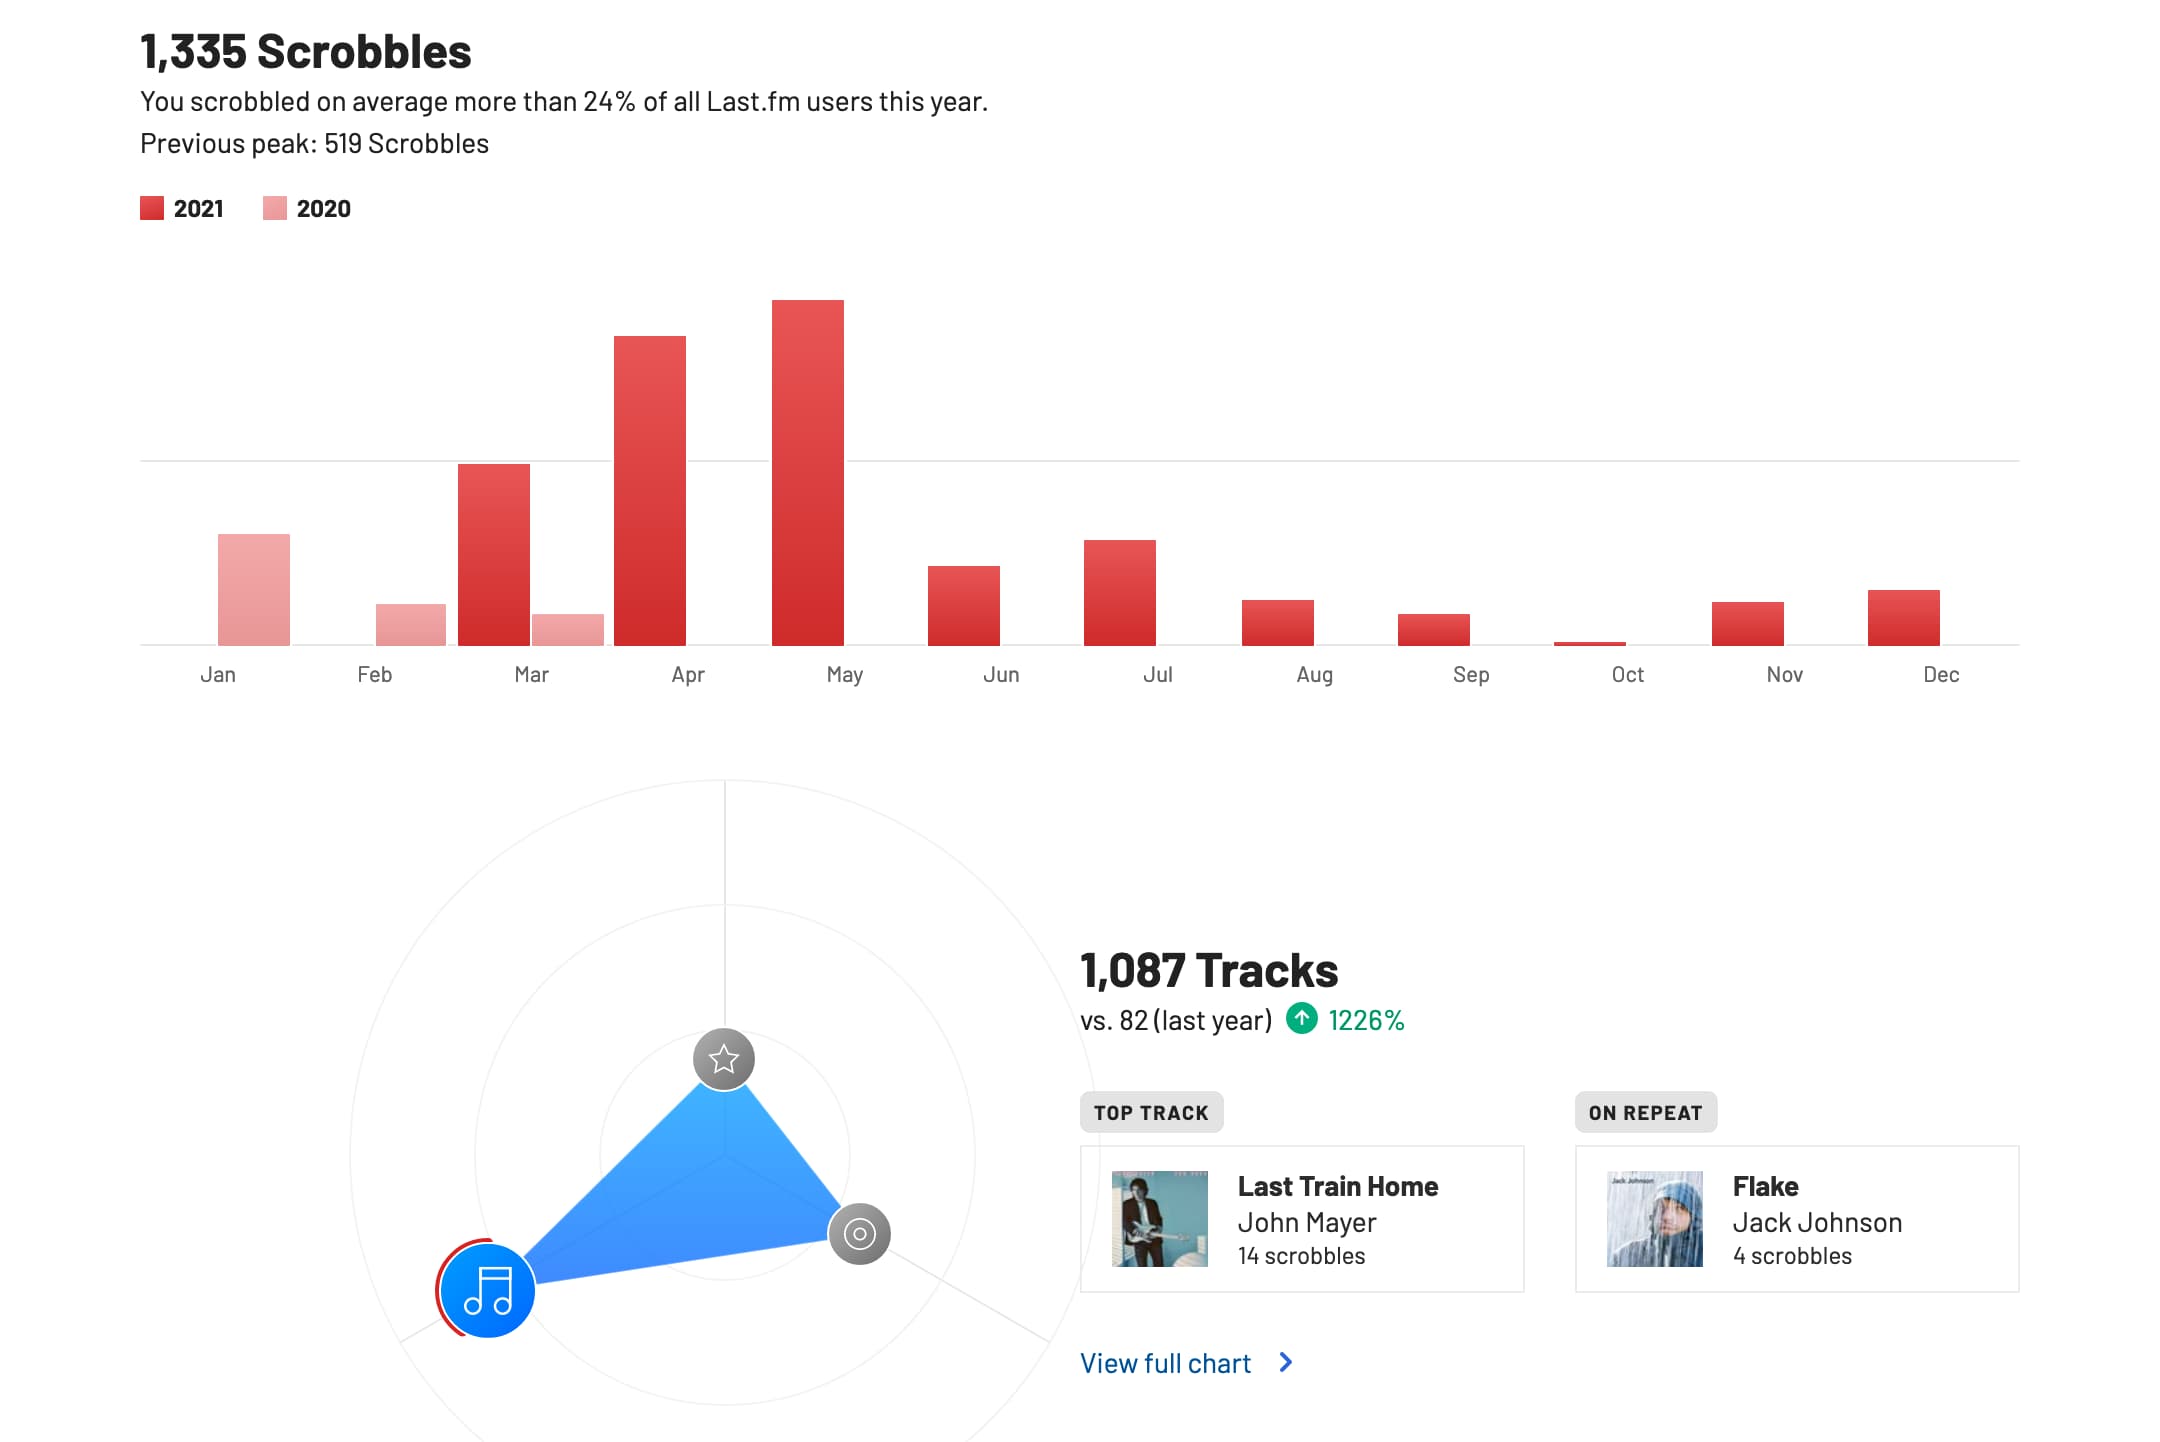 1,335 Scrobbles
You scrobbled on average more than 24% of all Last.fm users this year.
Previous peak: 519 Scrobbles
2021 2020
Jan Feb Mar Apr May Jun Jul Aug Sep Oct Nov Dec
1,087 Tracks
vs. 82 (last year) 1226%
TOP TRACK
Last Train Home
John Mayer
14 scrobbles
ON REPEAT
Jack Johnson
Flake
Jack Johnson
4 scrobbles
View full chart